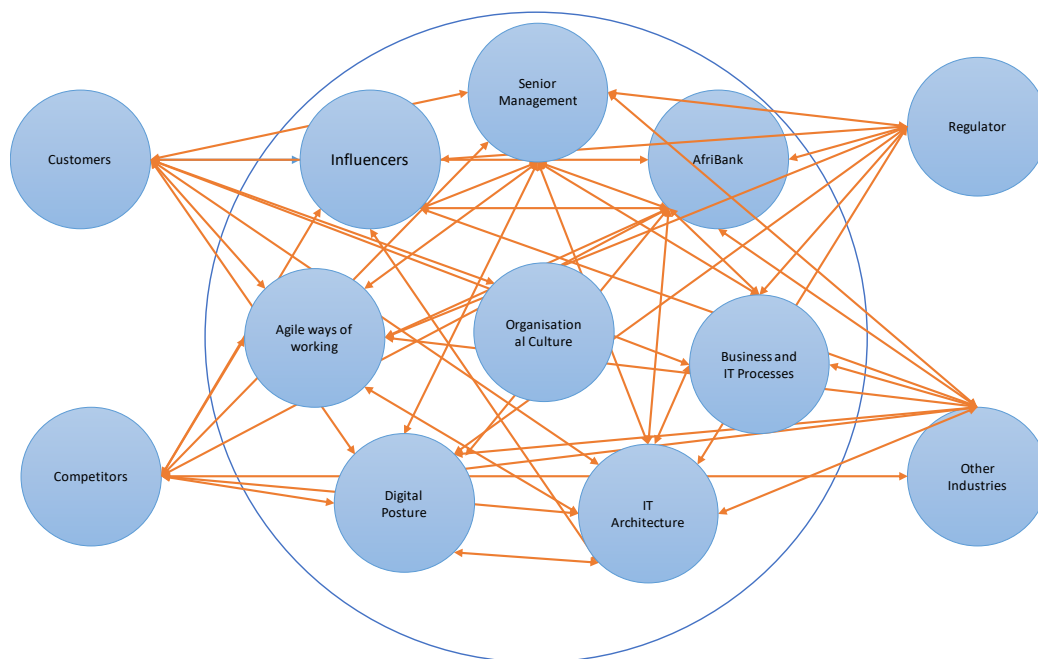 Senior
Management
Customers
Influencers
AfriBank
Regulator
Agile ways of
working
Organisation
al Culture
Business and
IT Processes
Competitors
Digital
Posture
IT
Architecture
Other
Industries